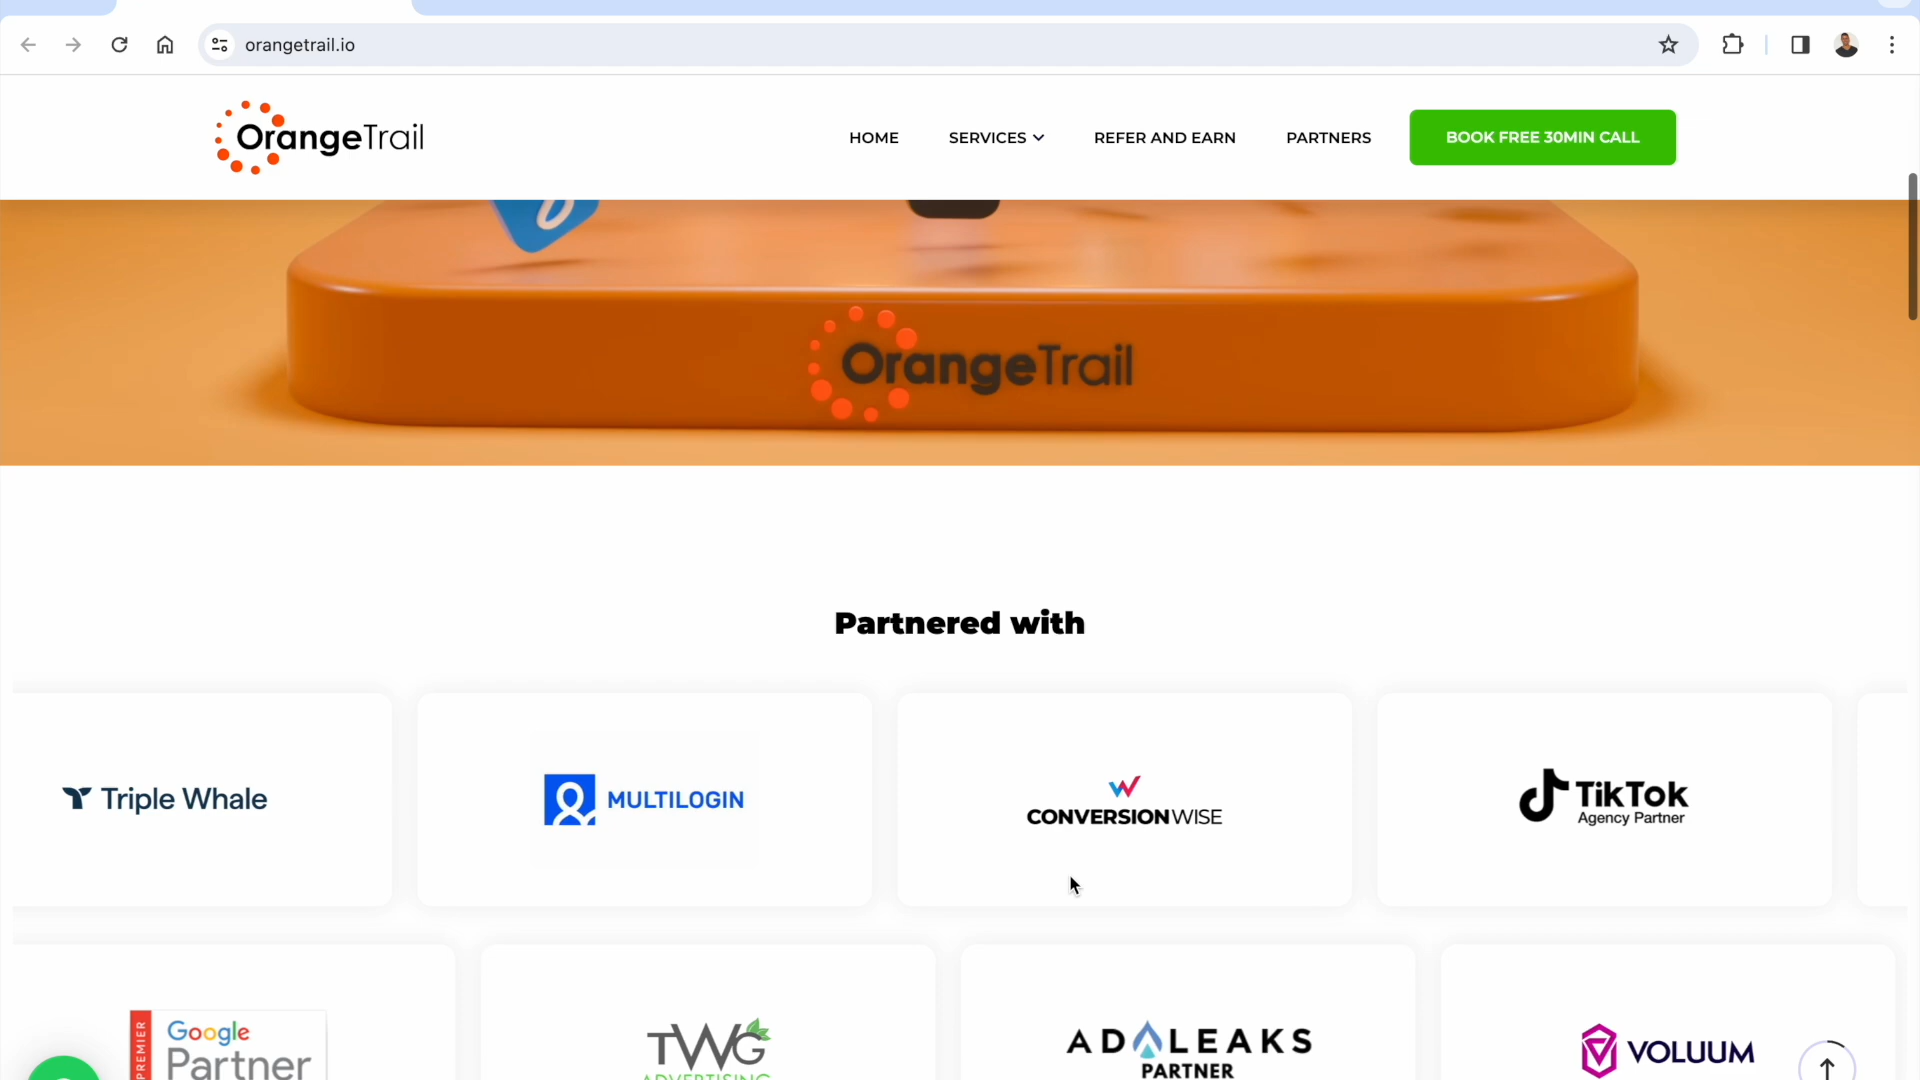 orangetrail.io
OrangeTrail
HOME
SERVICES
REFER AND EARN
PARTNERS
BOOK FREE 30MIN CALL
OrangeTrail
Partnered with
Triple Whale
MULTILOGIN
CONVERSIONWISE
TikTok
Agency Partner
PREMIER
Google
Partner
TWG
ADVERTISING
ADLEAKS
PARTNER
VOLUUM